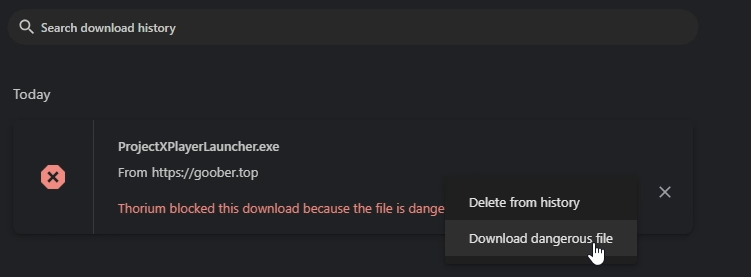 Search download history
Today
ProjectXPlayerLauncher.exe
From https://goober.top
Thorium blocked this download because the file is dange
Delete from history
Download dangerous file